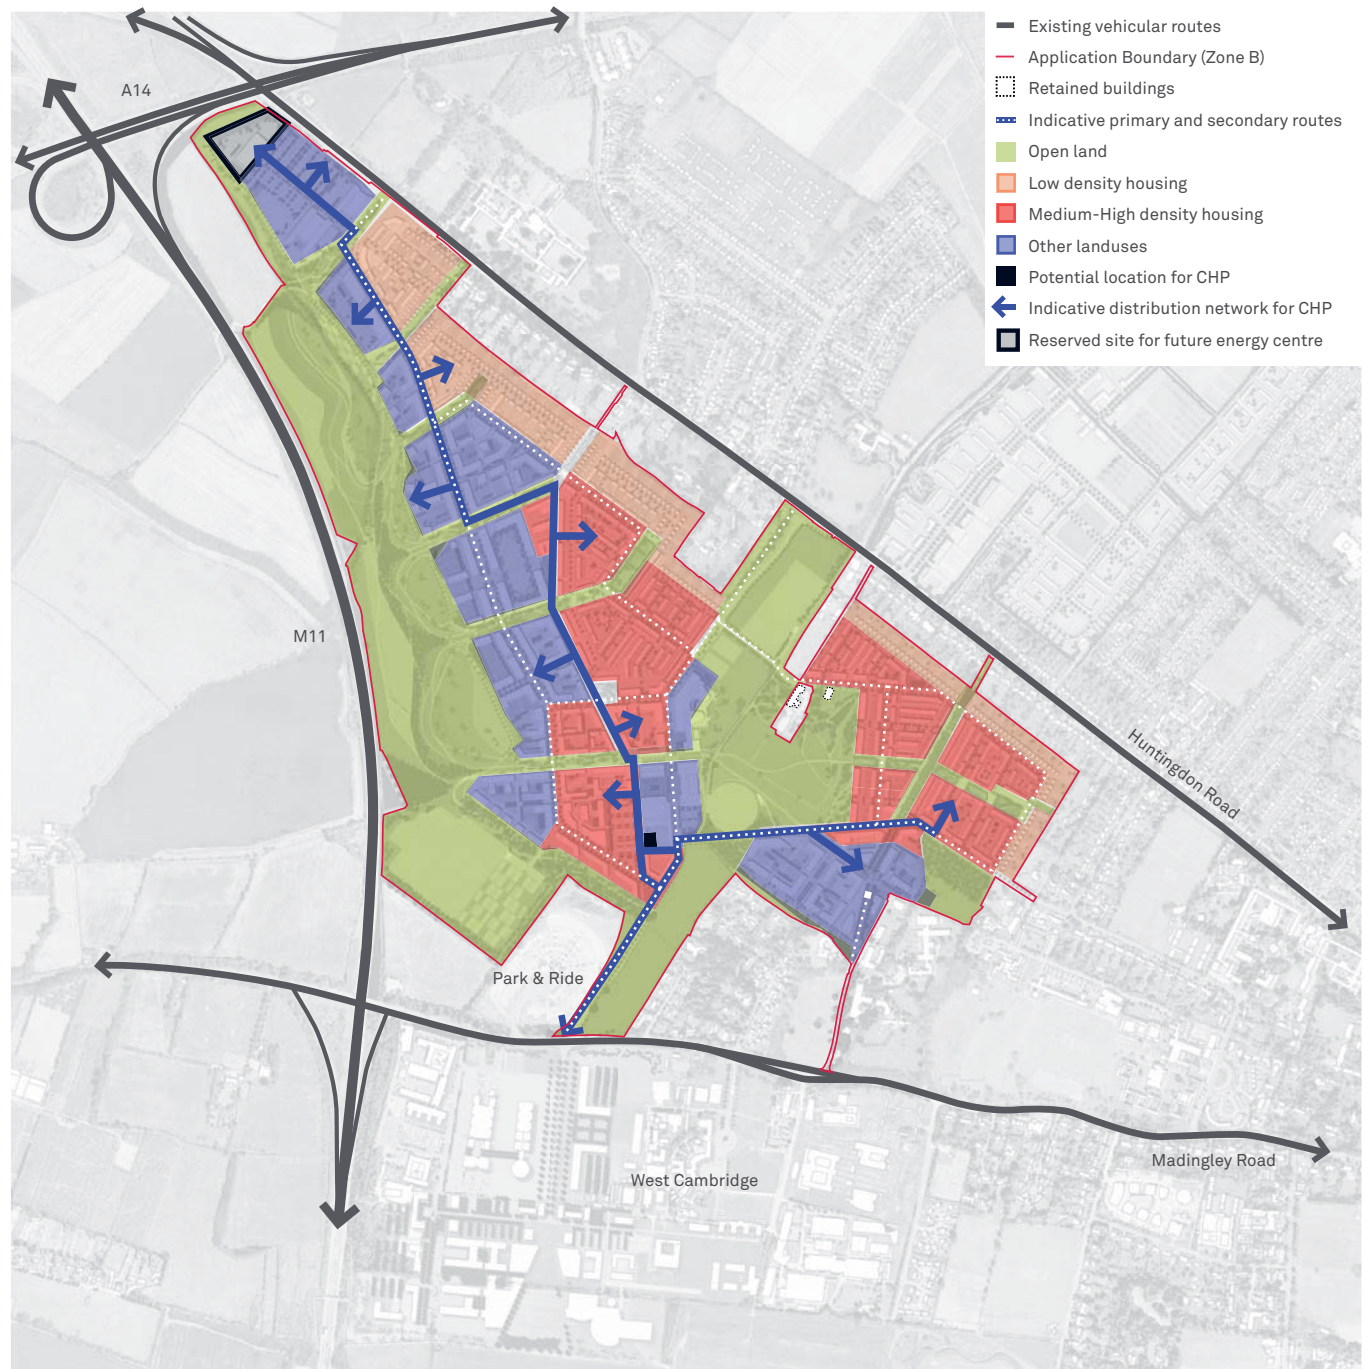 Existing vehicular routes
Application Boundary (Zone B)
Retained buildings
Indicative primary and secondary routes
Open land
Low density housing
Medium-High density housing
Other landuses
Potential location for CHP
Indicative distribution network for CHP
Reserved site for future energy centre
A14
M11
Huntingdon Road
Park & Ride
Madingley Road
West Cambridge